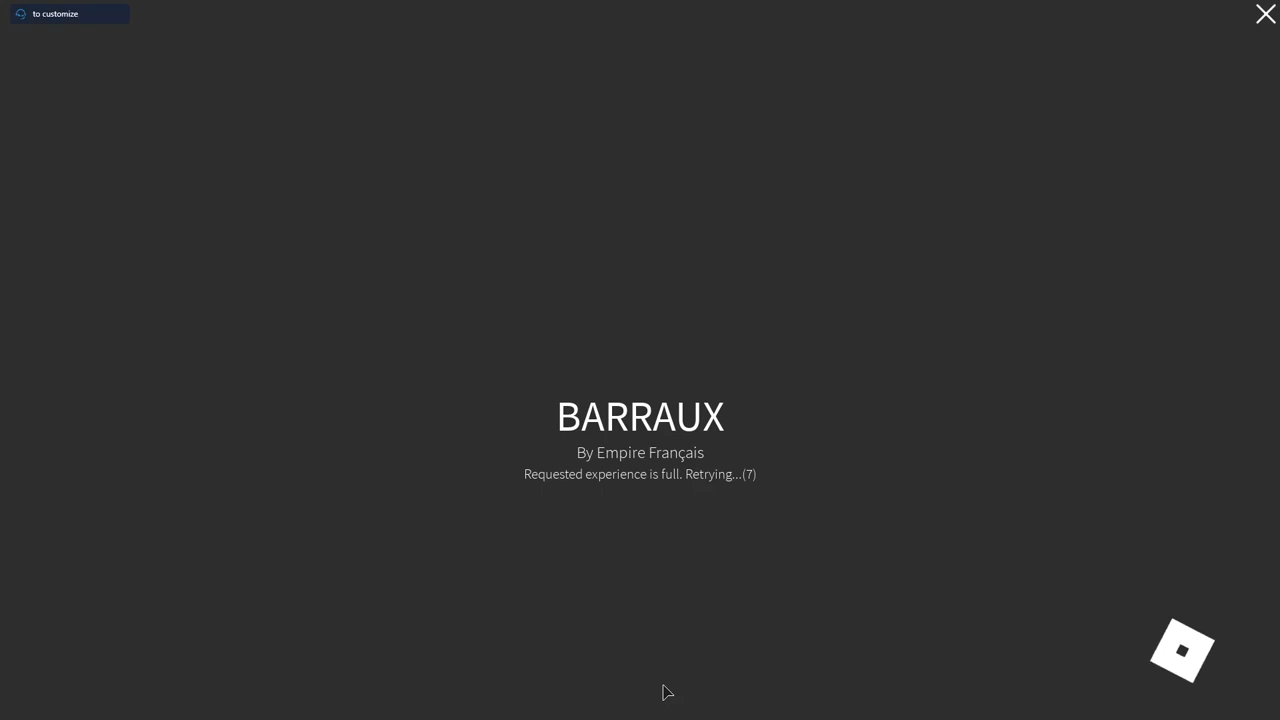 to customize
BARRAUX
By Empire Français
Requested experience is full. Retrying...(7)